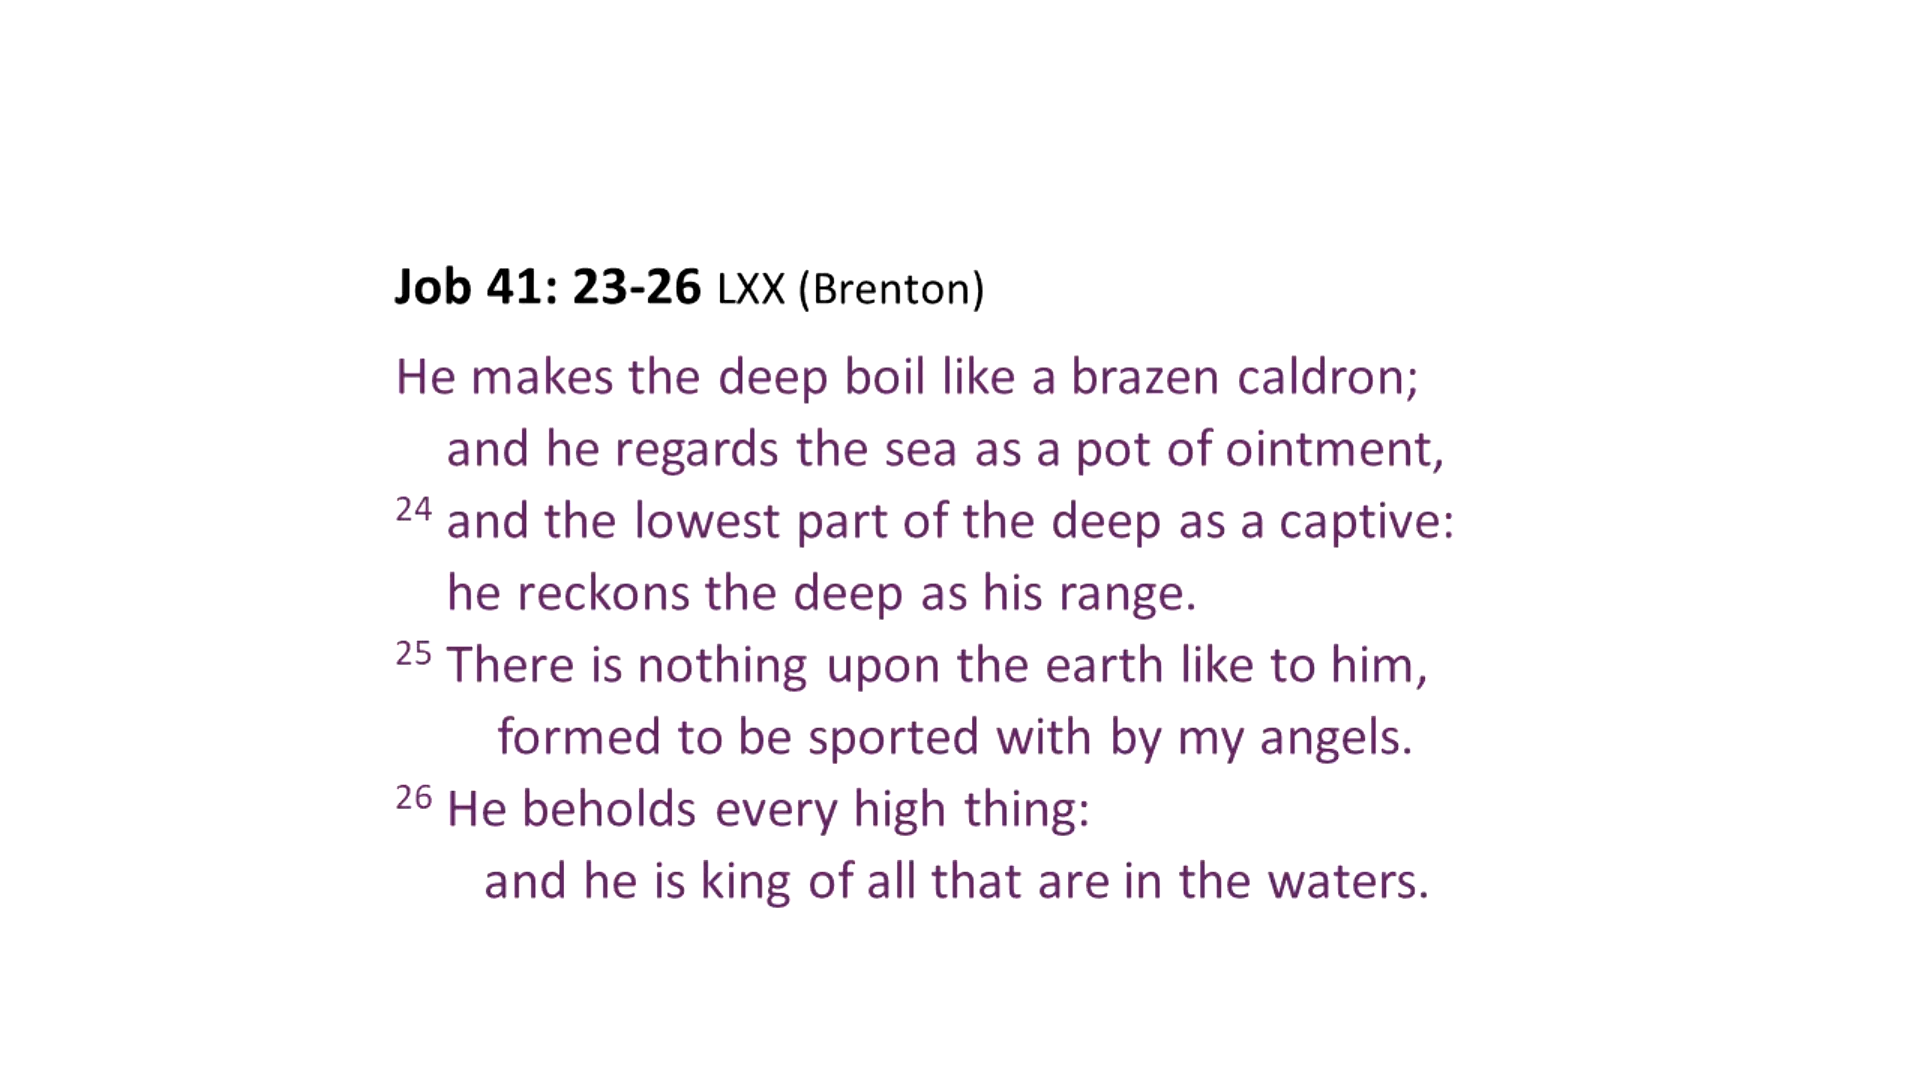 Job 41: 23-26 LXX (Brenton)
He makes the deep boil like a brazen caldron;
and he regards the sea as a pot of ointment,
24 and the lowest part of the deep as a captive:
he reckons the deep as his range.
25 There is nothing upon the earth like to him,
formed to be sported with by my angels.
26 He beholds every high thing:
and he is king of all that are in the waters.